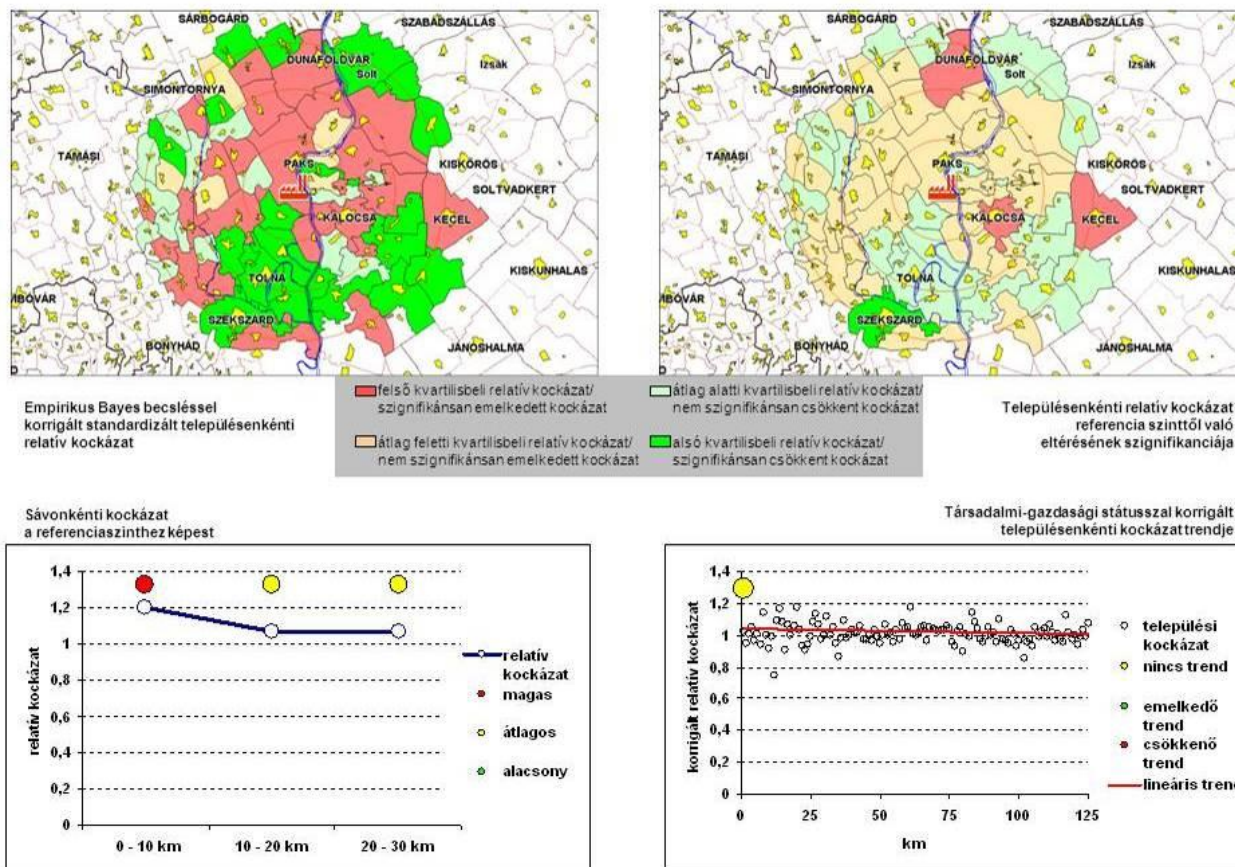 SÁRBOGÁRD
SZABADSZÁLLÁS
DUNAFÖLDVÁR
Izsák
Solt
SIMONTORNYA
TAMÁSI
PAKS
KISKŐRÖS
SOLTVADKERT
KALOCSA
KECEL
TOLNA
KISKUNHALAS
MBÓVÁR
SZEKSZÁRD
BONYHÁD
JÁNOSHALMA
SÁRBOGÁRD
SZABADSZÁLLÁS
DUNAFÖLDVÁR
Izsák
Solt
SIMONTORNYA
TAMÁSI
PAKS
KISKŐRÖS
SOLTVADKERT
KALOCSA
KECEL
TOLNA
KISKUNHALAS
MBÓVÁR
SZEKSZÁRD
BONYHÁD
JÁNOSHALMA
Empirikus Bayes becsléssel
korrigált standardizált településenkénti
relatív kockázat
felső kvartilisbeli relatív kockázat/
szignifikánsan emelkedett kockázat
átlag feletti kvartilisbeli relatív kockázat/
nem szignifikánsan emelkedett kockázat
átlag alatti kvartilisbeli relatív kockázat/
nem szignifikánsan csökkent kockázat
alsó kvartilisbeli relatív kockázat/
szignifikánsan csökkent kockázat
Településenkénti relatív kockázat
referencia szinttől való
eltérésének szignifikanciája
Sávonkénti kockázat
a referenciaszinthez képest
relatív kockázat
1,4
1,2
1
0,8
0,6
0,4
0,2
0
0 - 10 km
10 - 20 km
20 - 30 km
relatív
kockázat
magas
átlagos
alacsony
Társadalmi-gazdasági státusszal korrigált
településenkénti kockázat trendje
korrigált relatív kockázat
1,4
1,2
1
0,8
0,6
0,4
0,2
0
0
25
50
75
100
125
km
települési
kockázat
nincs trend
emelkedő
trend
csökkenő
trend
lineáris trend